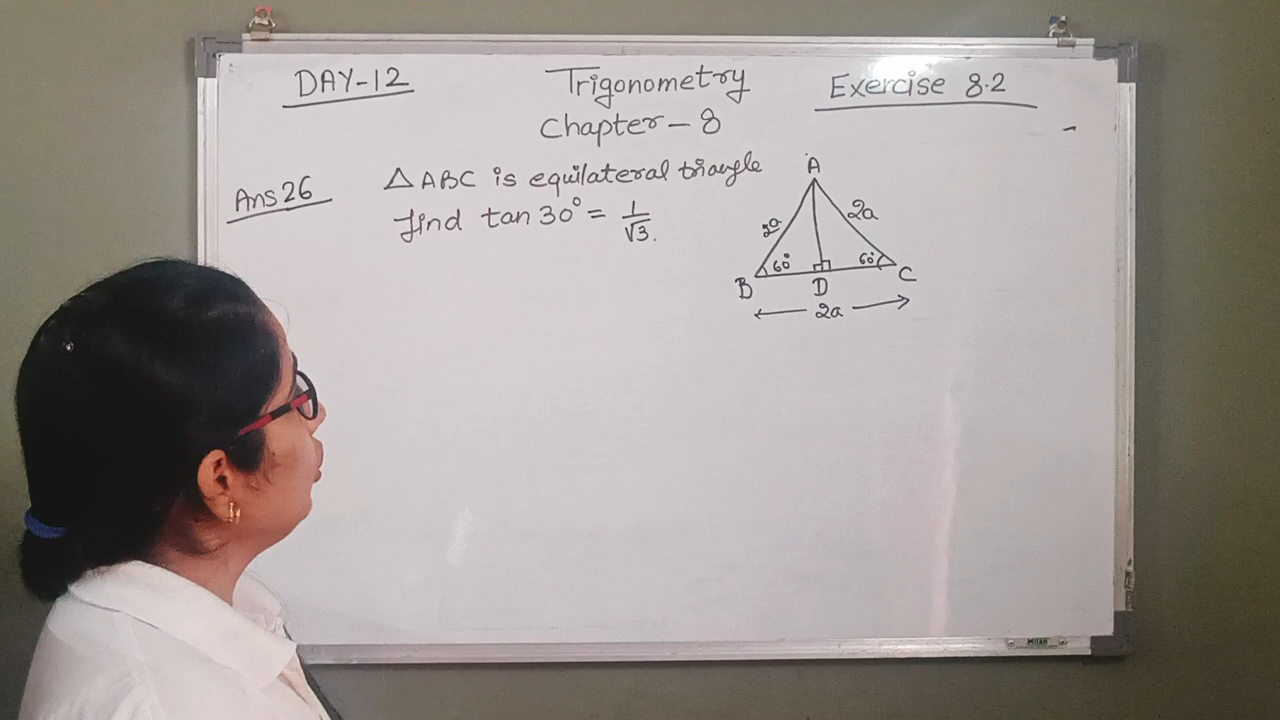 DAY-12
Trigonometry
Exercise 8.2
Chapter - 8
Ans 26
△ ABC is equilateral triangle
find tan 30° = 1/√3.
A
2a
2a
60°
60°
B
D
C
← 2a →
Milan